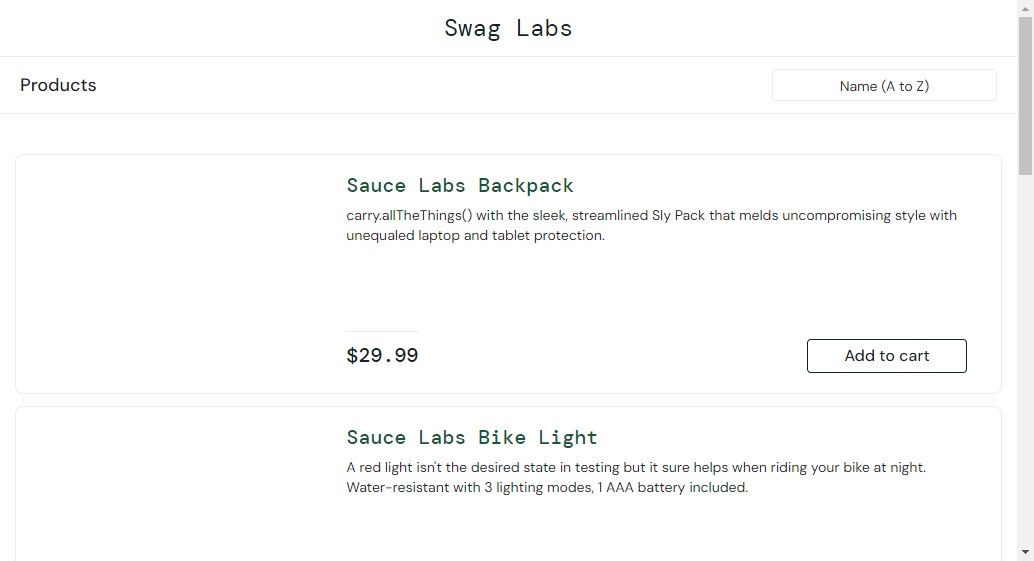 Swag Labs
Products
Name (A to Z)
Sauce Labs Backpack
carry.allTheThings() with the sleek, streamlined Sly Pack that melds uncompromising style with
unequaled laptop and tablet protection.
$29.99
Add to cart
Sauce Labs Bike Light
A red light isn't the desired state in testing but it sure helps when riding your bike at night.
Water-resistant with 3 lighting modes, 1 AAA battery included.